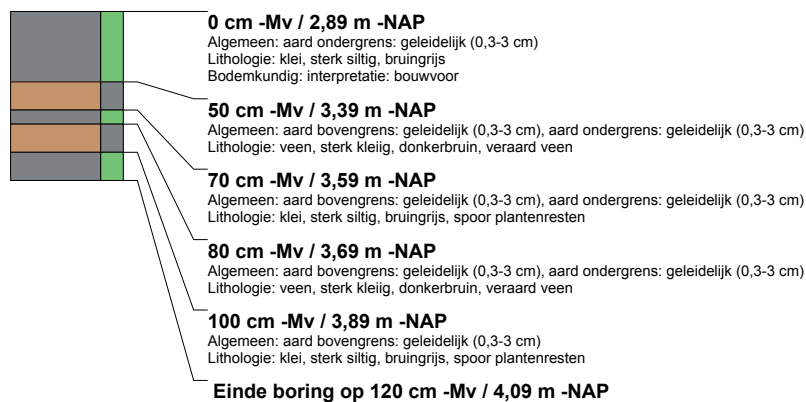 0 cm -Mv / 2,89 m -NAP
Algemeen: aard ondergrens: geleidelijk (0,3-3 cm)
Lithologie: klei, sterk siltig, bruingrijs
Bodemkundig: interpretatie: bouwvoor
50 cm -Mv / 3,39 m -NAP
Algemeen: aard bovengrens: geleidelijk (0,3-3 cm), aard ondergrens: geleidelijk (0,3-3 cm)
Lithologie: veen, sterk kleiig, donkerbruin, veraard veen
70 cm -Mv / 3,59 m -NAP
Algemeen: aard bovengrens: geleidelijk (0,3-3 cm), aard ondergrens: geleidelijk (0,3-3 cm)
Lithologie: klei, sterk siltig, bruingrijs, spoor plantenresten
80 cm -Mv / 3,69 m -NAP
Algemeen: aard bovengrens: geleidelijk (0,3-3 cm), aard ondergrens: geleidelijk (0,3-3 cm)
Lithologie: veen, sterk kleiig, donkerbruin, veraard veen
100 cm -Mv / 3,89 m -NAP
Algemeen: aard bovengrens: geleidelijk (0,3-3 cm)
Lithologie: klei, sterk siltig, bruingrijs, spoor plantenresten
Einde boring op 120 cm -Mv / 4,09 m -NAP